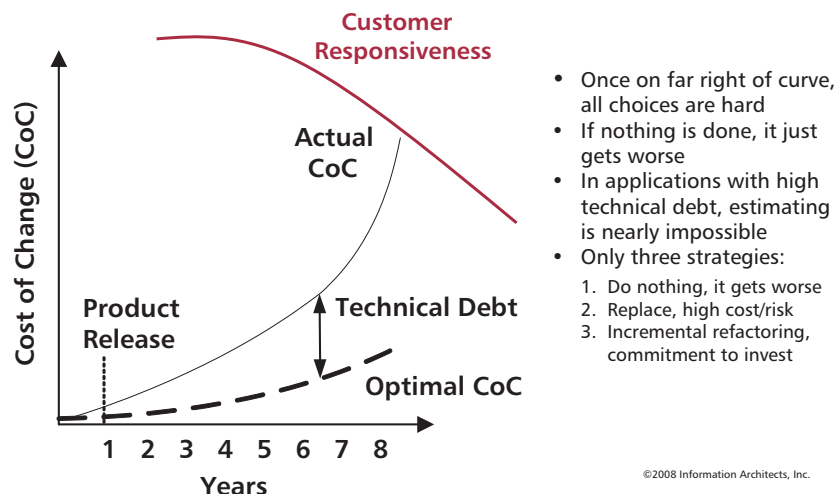 Customer
Responsiveness
Actual
CoC
Cost of Change (CoC)
Product
Release
Technical Debt
Optimal CoC
1 2 3 4 5 6 7 8
Years
• Once on far right of curve,
all choices are hard
• If nothing is done, it just
gets worse
• In applications with high
technical debt, estimating
is nearly impossible
• Only three strategies:
1. Do nothing, it gets worse
2. Replace, high cost/risk
3. Incremental refactoring,
commitment to invest
©2008 Information Architects, Inc.